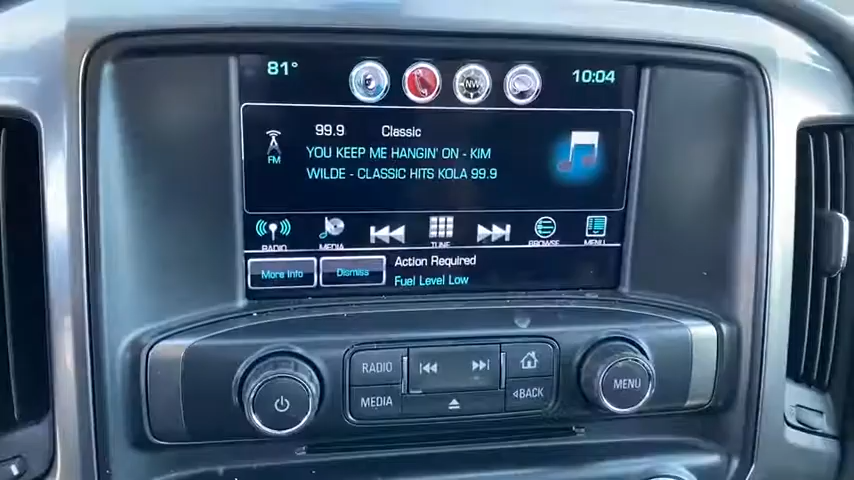 81°
NW
10:04
99.9 Classic
FM
YOU KEEP ME HANGIN' ON - KIM
WILDE - CLASSIC HITS KOLA 99.9
RADIO MEDIA TUNE BROWSE MENU
More Info Dismiss Action Required
Fuel Level Low
RADIO
MEDIA
BACK
MENU